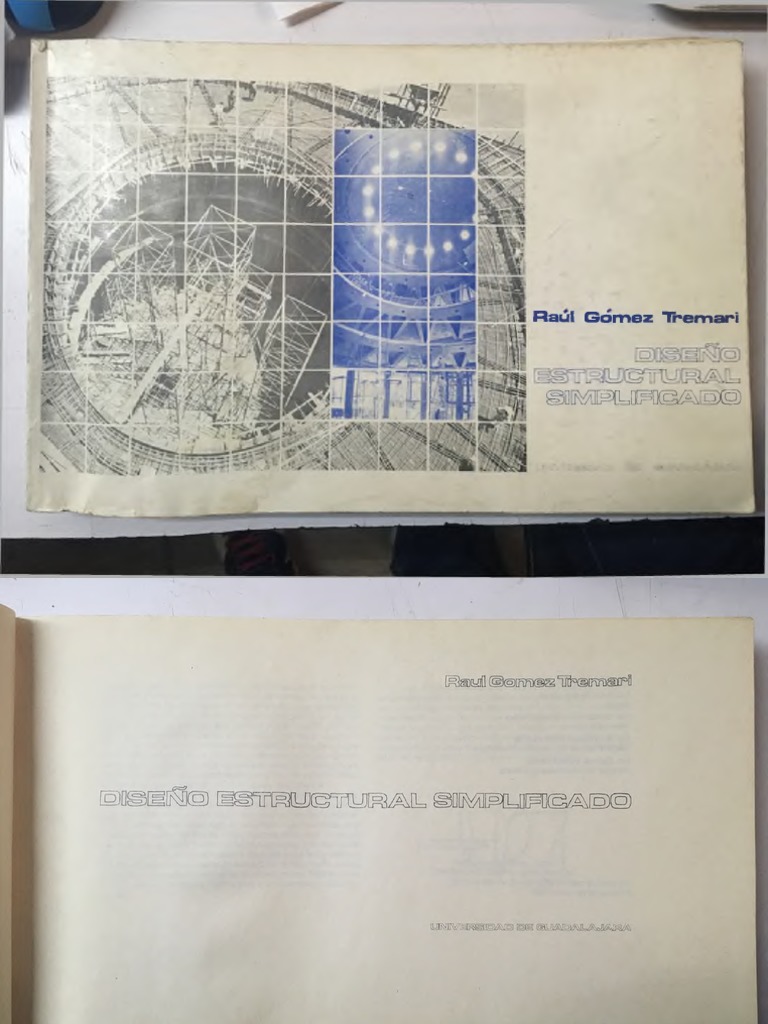 Raúl Gómez Tremari
DISEÑO
ESTRUCTURAL
SIMPLIFICADO
Raul Gomez Tremari
DISEÑO ESTRUCTURAL SIMPLIFICADO
UNIVERSIDAD DE GUADALAJARA